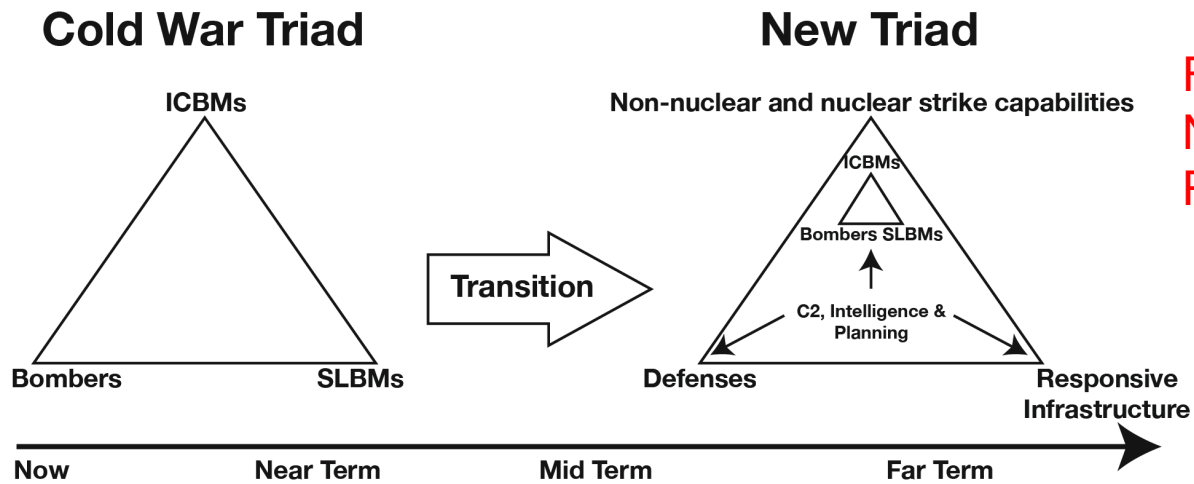 Cold War Triad
New Triad
ICBMs
Non-nuclear and nuclear strike capabilities
ICBMs
Bombers SLBMs
Transition
C2, Intelligence &
Planning
Bombers
SLBMs
Defenses
Responsive
Infrastructure
Now
Near Term
Mid Term
Far Term